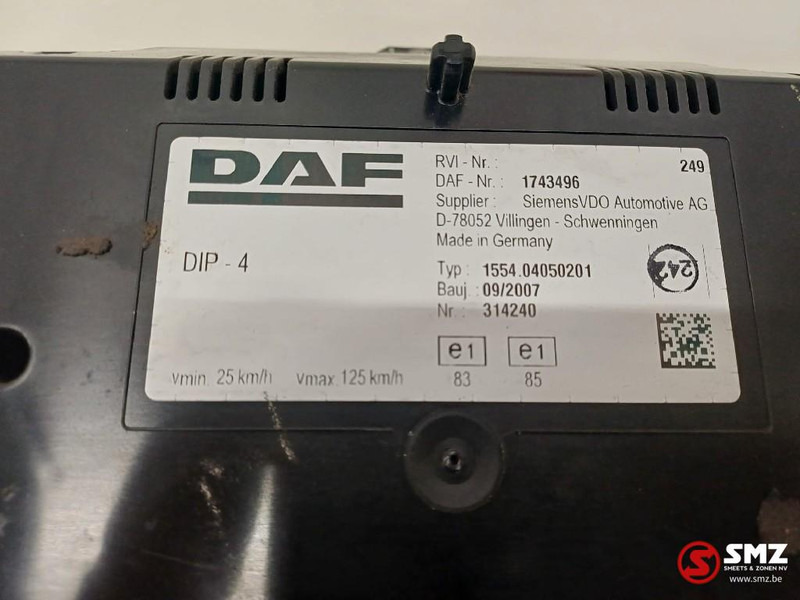 DAF
RVI - Nr. :
249
DAF - Nr. : 1743496
Supplier : SiemensVDO Automotive AG
D-78052 Villingen - Schwenningen
Made in Germany
DIP - 4
Typ : 1554.04050201
242
Bauj. : 09/2007
Nr. : 314240
e1 e1
vmin. 25 km/h vmax. 125 km/h 83 85
SMZ
SMEETS & ZONEN NV
www.smz.be